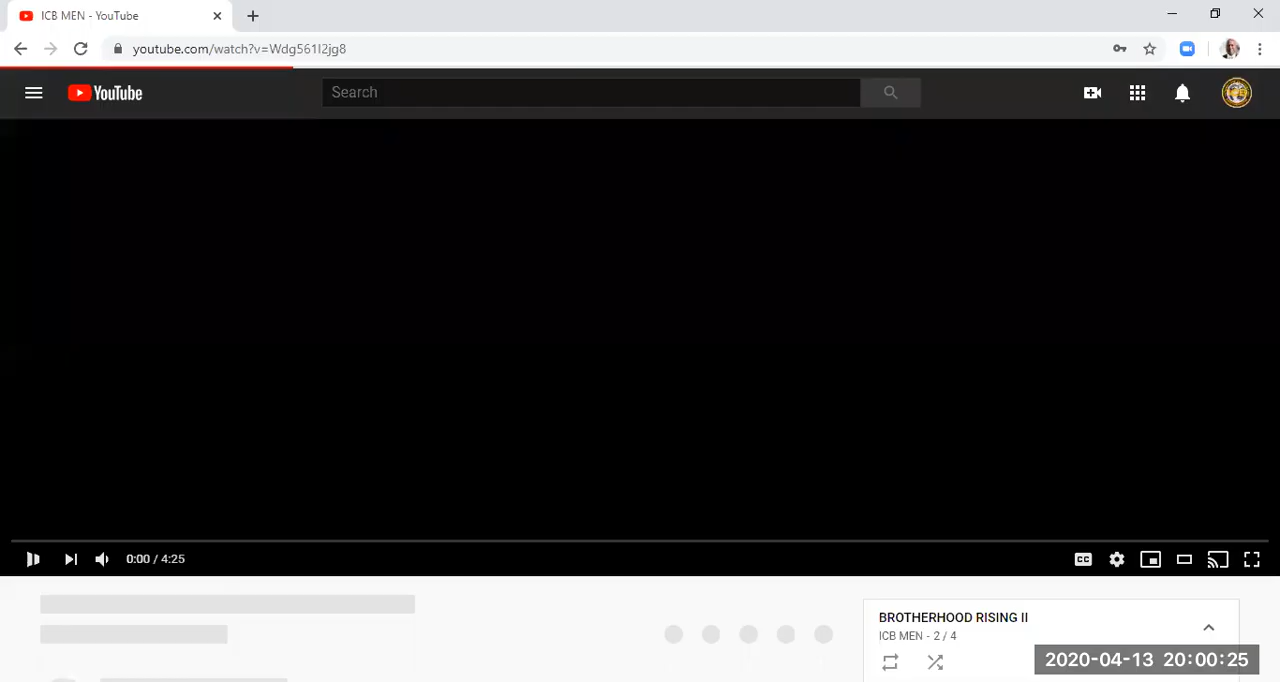 ICB MEN - YouTube
youtube.com/watch?v=Wdg561I2jg8
YouTube
Search
0:00 / 4:25
CC
BROTHERHOOD RISING II
ICB MEN - 2 / 4
2020-04-13 20:00:25